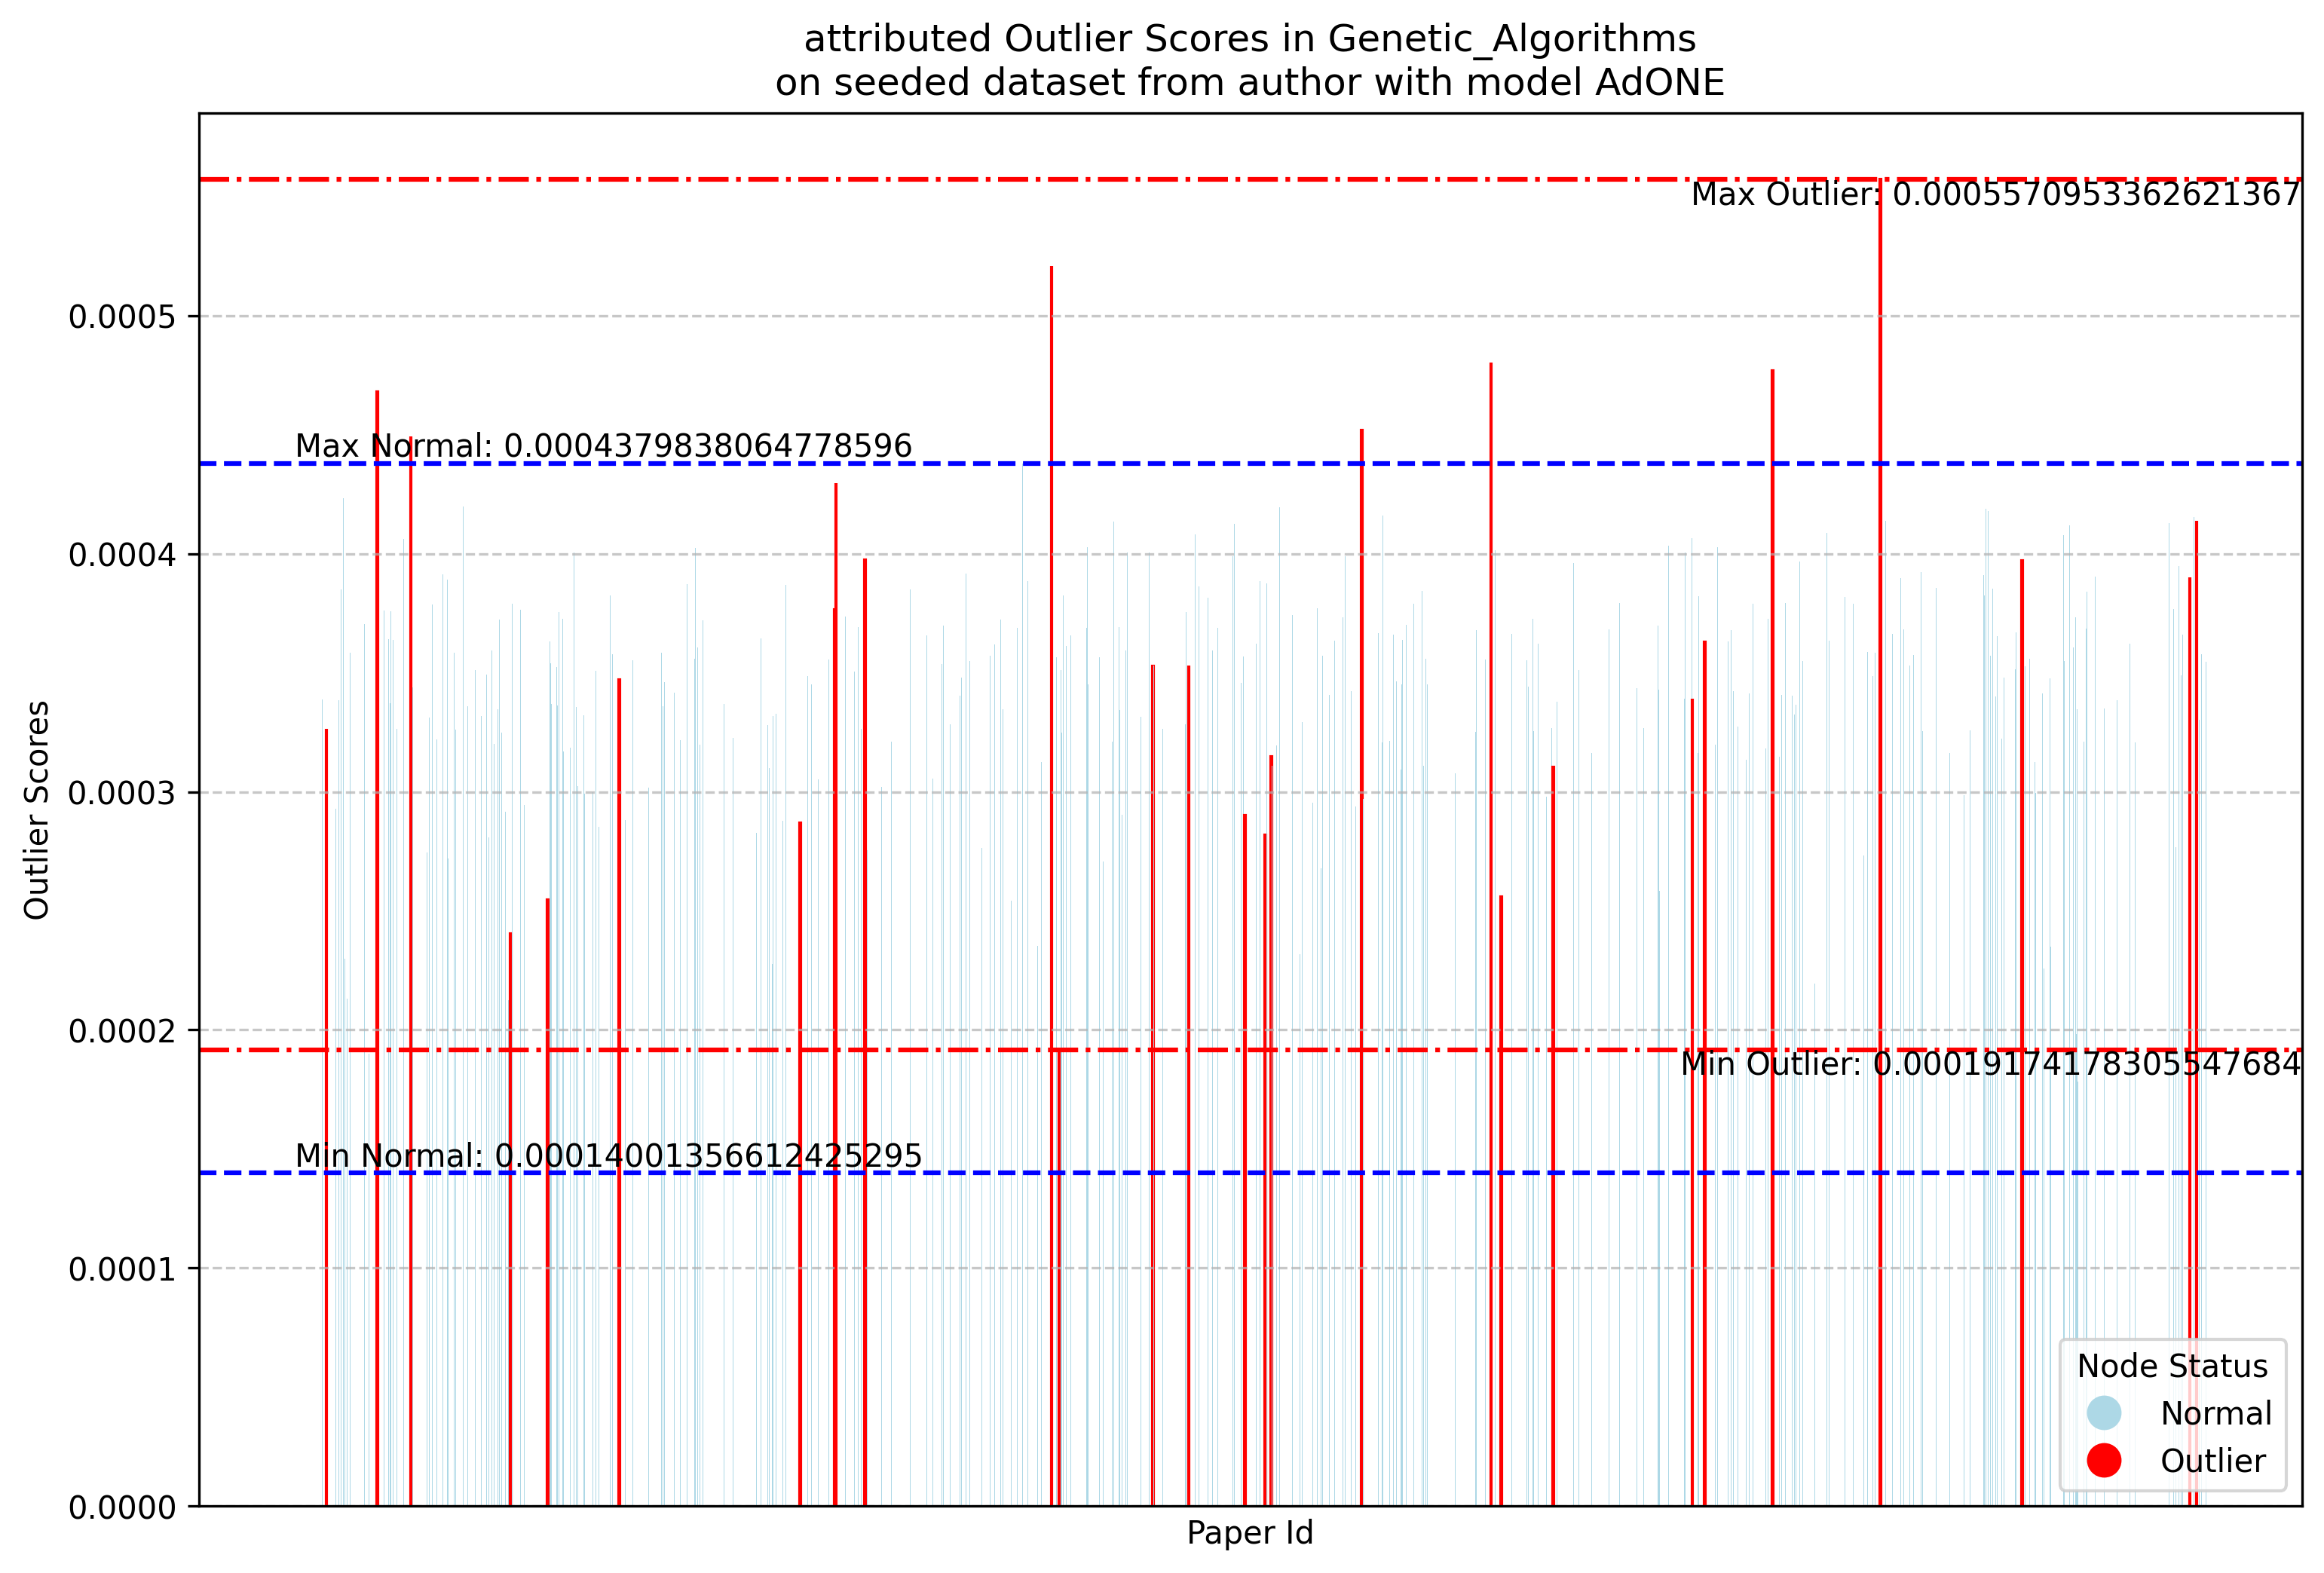 attributed Outlier Scores in Genetic_Algorithms
on seeded dataset from author with model AdONE
Max Outlier: 0.0005570953362621367
0.0005
Max Normal: 0.0004379838064778596
0.0004
Outlier Scores
0.0003
0.0002
Min Outlier: 0.00019174178305547684
Min Normal: 0.00014001356612425295
0.0001
Node Status
Normal
Outlier
0.0000
Paper Id